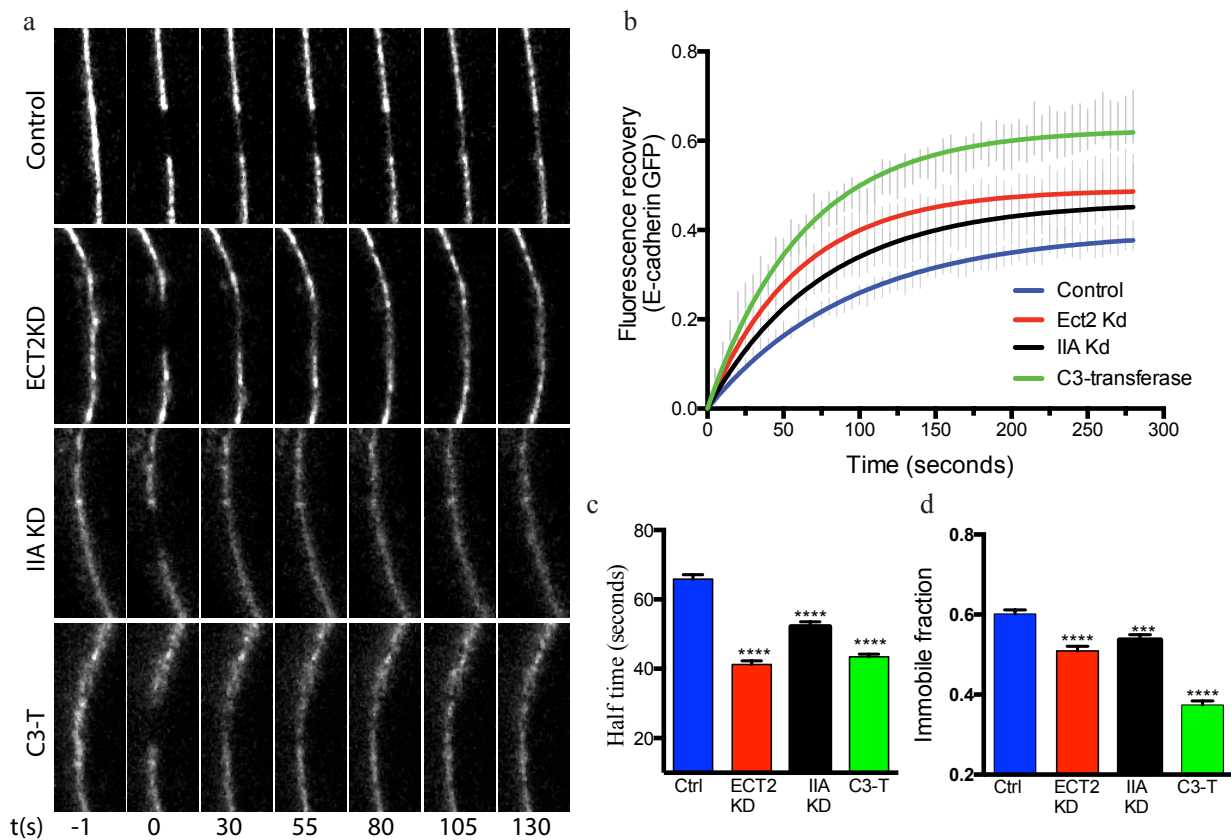 a
Control
ECT2KD
IIA KD
C3-T
t(s) -1 0 30 55 80 105 130
b
Fluorescence recovery
(E-cadherin GFP)
0.8
0.6
0.4
0.2
0.0
0 50 100 150 200 250 300
Time (seconds)
Control
Ect2 Kd
IIA Kd
C3-transferase
c
Half time (seconds)
80
60
40
20
****
****
****
Ctrl ECT2 KD IIA KD C3-T
d
Immobile fraction
0.8
0.6
0.4
0.2
****
***
****
Ctrl ECT2 KD IIA KD C3-T